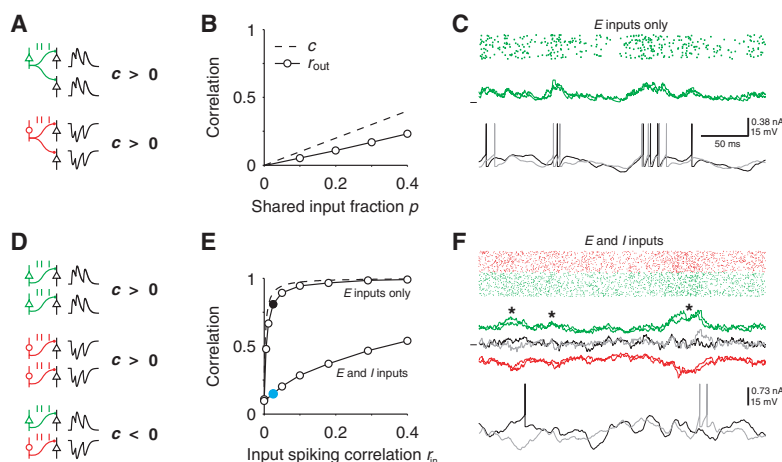 A
c > 0
c > 0
B
Correlation
1
0.5
0
0
0.2
0.4
c
r_out
Shared input fraction p
C
E inputs only
0.38 nA
15 mV
50 ms
D
c > 0
c > 0
c < 0
E
Correlation
1
0.5
0
0
0.2
0.4
E inputs only
E and I inputs
Input spiking correlation r_in
F
E and I inputs
* * *
0.73 nA
15 mV